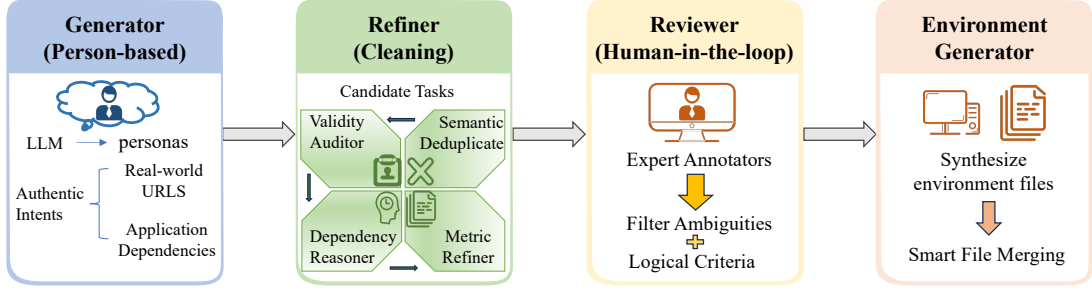 Generator
(Person-based)
LLM
personas
Authentic
Intents
Real-world
URLS
Application
Dependencies
Refiner
(Cleaning)
Candidate Tasks
Validity
Auditor
Semantic
Deduplicate
Dependency
Reasoner
Metric
Refiner
Reviewer
(Human-in-the-loop)
Expert Annotators
Filter Ambiguities
Logical Criteria
Environment
Generator
Synthesize
environment files
Smart File Merging